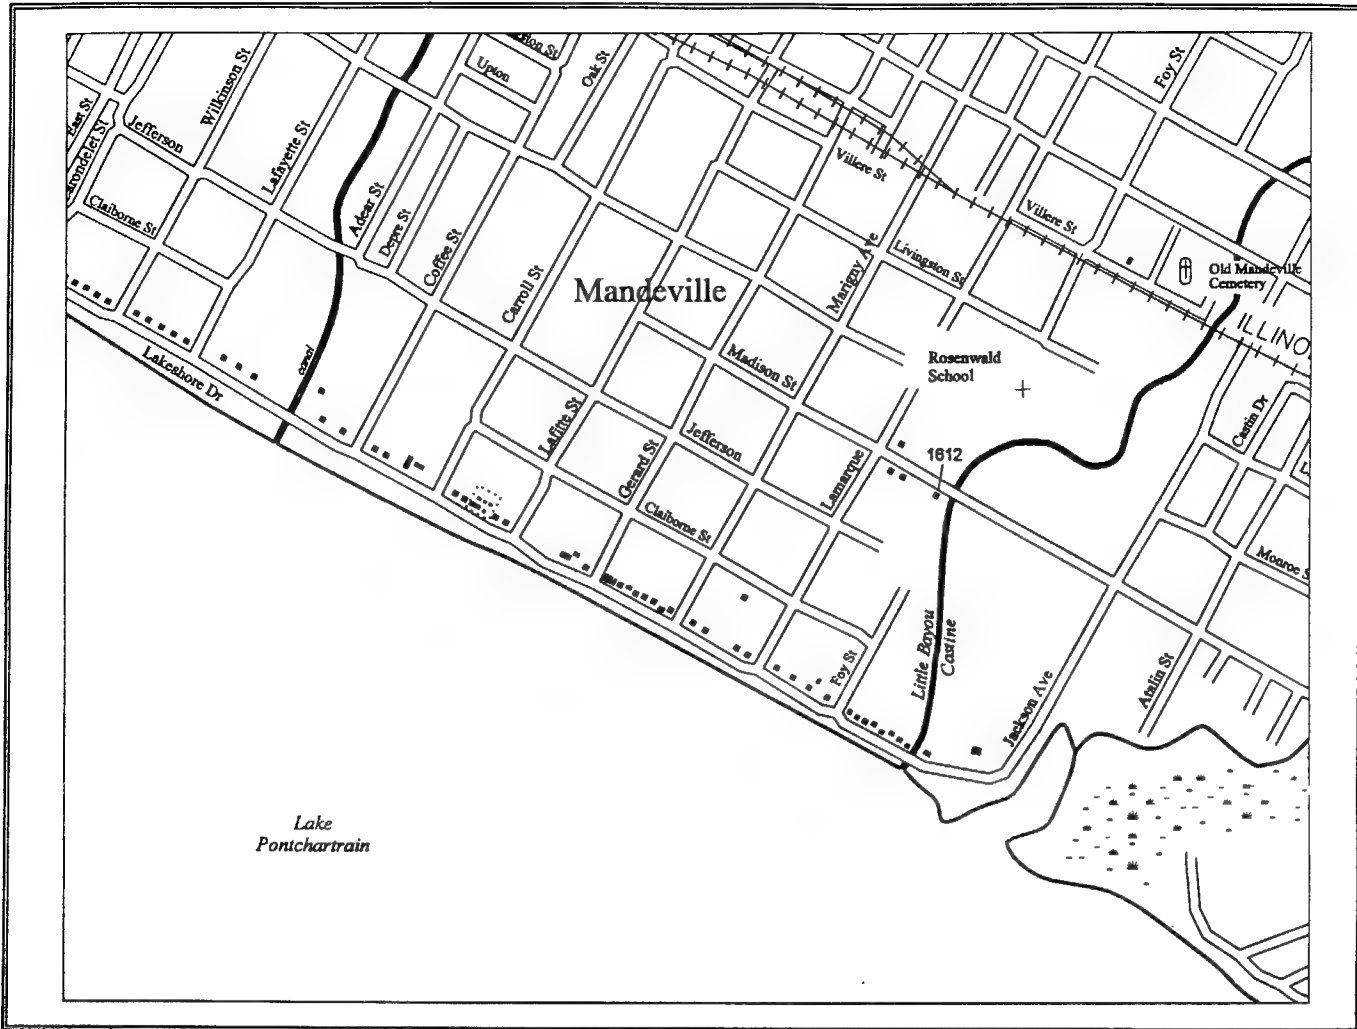 Wilkinson St
Upton
Oak St
Foy St
East St
Jefferson
Lafayette St
Villere St
Claiborne St
Adear St
Depre St
Coffee St
Villere St
Livingston St
Marigny Ave
Old Mandeville
Cemetery
Carroll St
Mandeville
ILLINO
canal
Lakeshore Dr
Madison St
Rosenwald
School
Castin Dr
Lafitte St
Jefferson
Gerard St
1612
Lamarque
Claiborne St
Monroe S
Little Bayou
Castine
Foy St
Jackson Ave
Atalin St
Lake
Pontchartrain